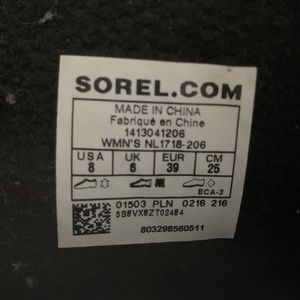 SOREL.COM
MADE IN CHINA
Fabriqué en Chine
1413041206
WMN'S NL1718-206
USA UK EUR CM
8 6 39 25
ECA-3
01503 PLN 0216 216
803298560511